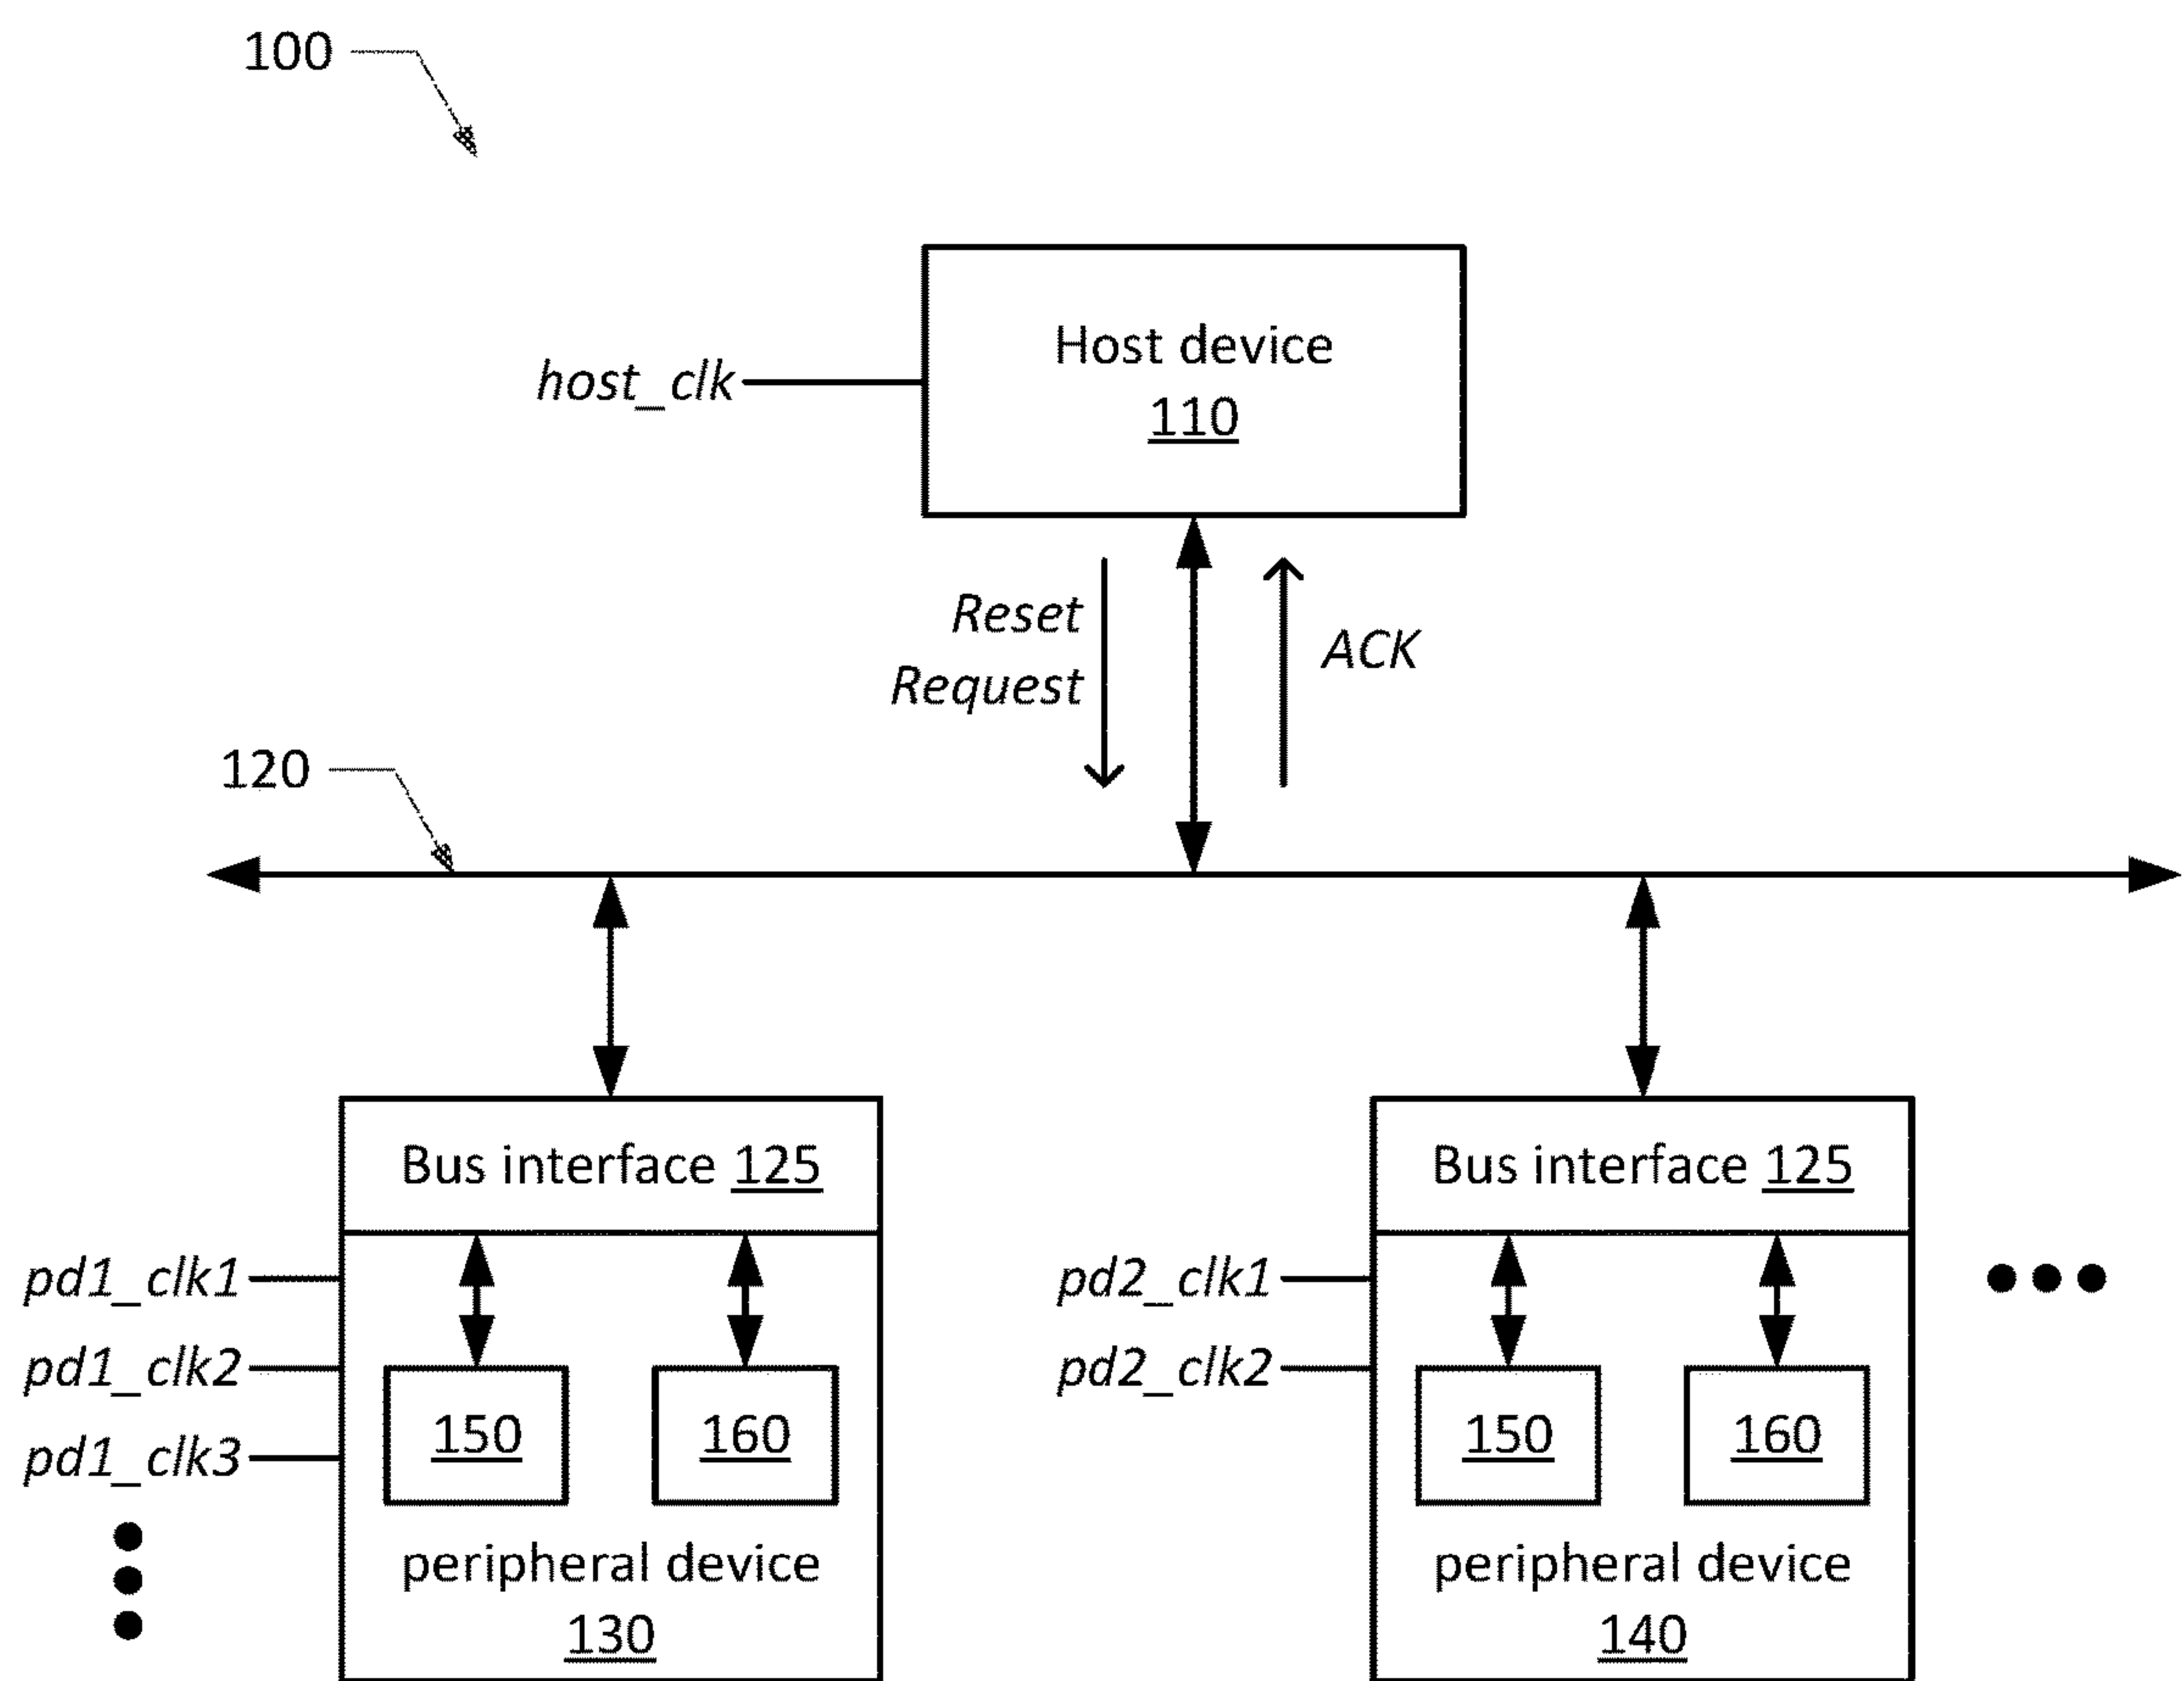 100
Host device
host_clk
110
Reset
Request
ACK
120
Bus interface 125
Bus interface 125
pd1_clk1
pd2_clk1
pd1_clk2
pd2_clk2
150
160
150
160
pd1_clk3
peripheral device
peripheral device
130
140